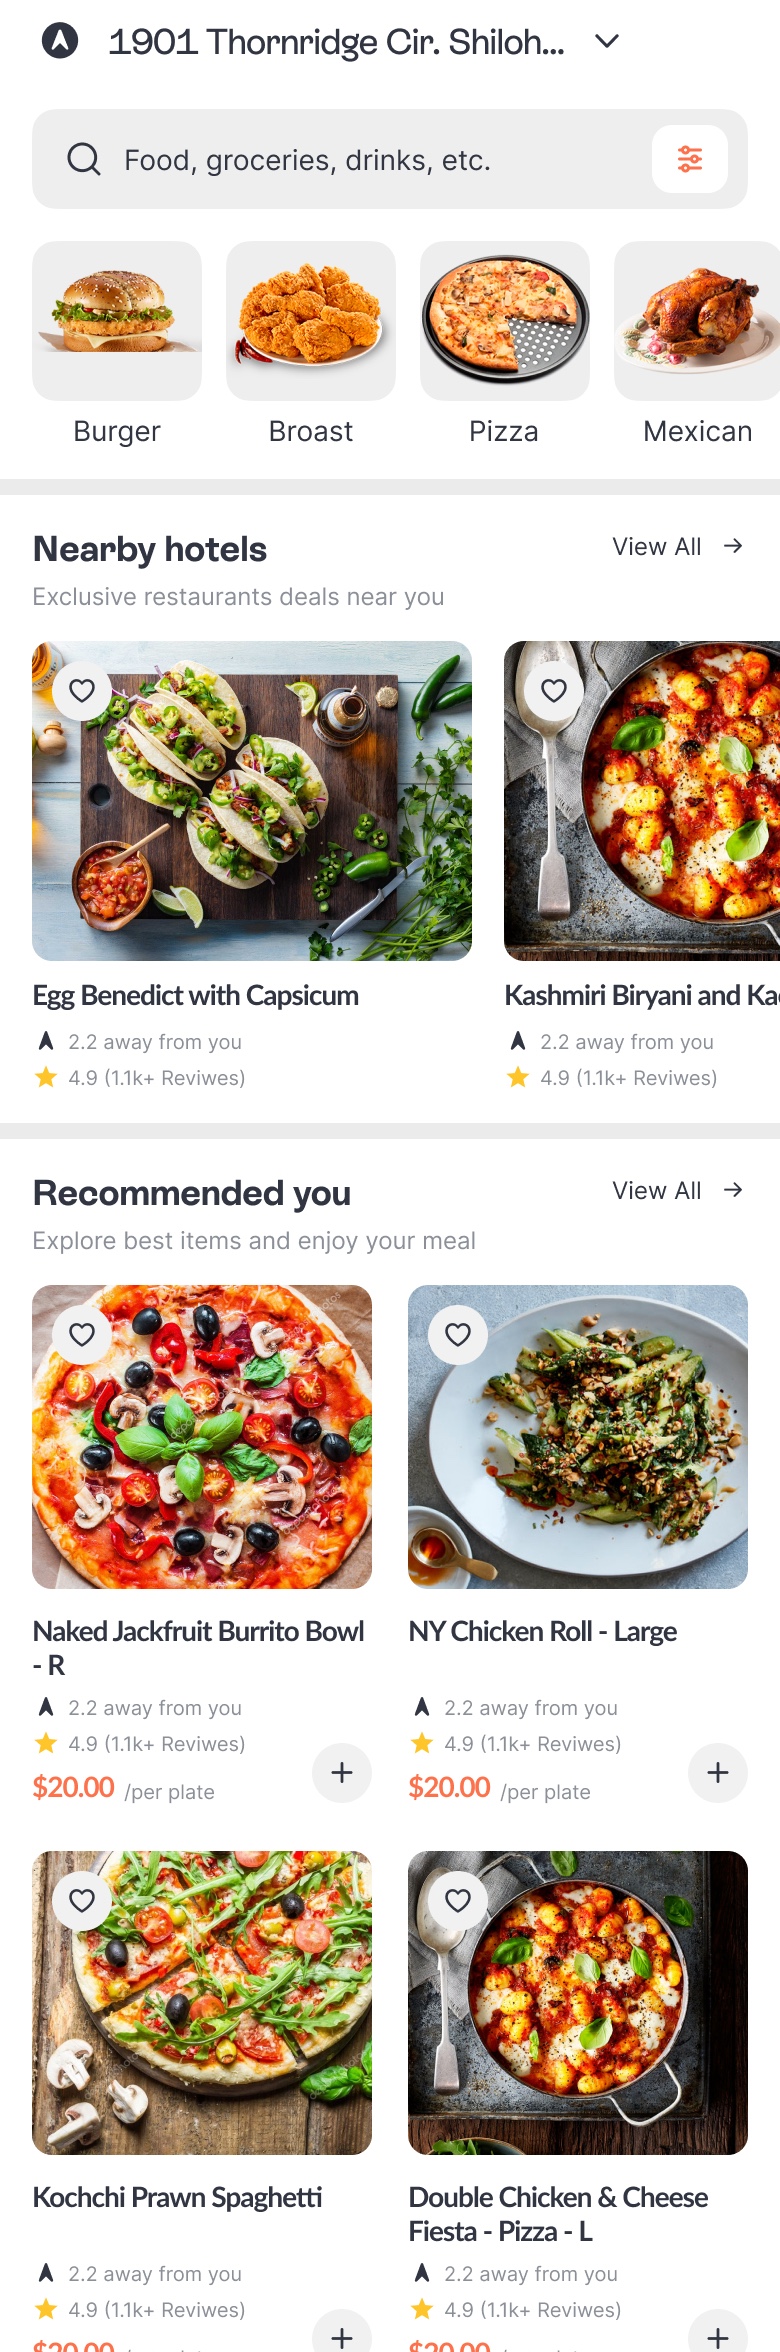 1901 Thornridge Cir. Shiloh...
Food, groceries, drinks, etc.
Burger
Broast
Pizza
Mexican
Nearby hotels
View All
Exclusive restaurants deals near you
Egg Benedict with Capsicum
Kashmiri Biryani and
2.2 away from you
2.2 away from you
4.9 (1.1k+ Reviwes)
4.9 (1.1k+ Reviwes)
Recommended you
View All
Explore best items and enjoy your meal
Naked Jackfruit Burrito Bowl
- R
2.2 away from you
4.9 (1.1k+ Reviwes)
$20.00 /per plate
NY Chicken Roll - Large
2.2 away from you
4.9 (1.1k+ Reviwes)
$20.00 /per plate
Kochchi Prawn Spaghetti
2.2 away from you
4.9 (1.1k+ Reviwes)
$20.00
Double Chicken & Cheese
Fiesta - Pizza - L
2.2 away from you
4.9 (1.1k+ Reviwes)
$20.00